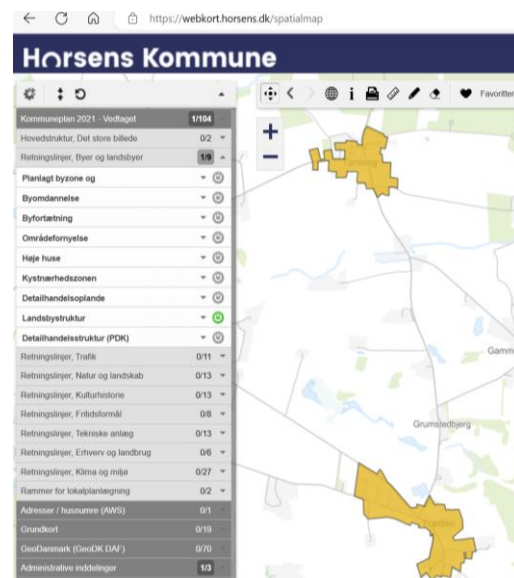 https://webkort.horsens.dk/spatialmap
Horsens Kommune
Favoritter
Kommuneplan 2021 - Vedtaget 1/104
Hovedstruktur, Det store billede 0/2
Retningslinjer, Byer og landsbyer 1/9
Planlagt byzone og
Byomdannelse
Byfortætning
Områdefornyelse
Høje huse
Kystnærhedszonen
Detailhandelsoplande
Landsbystruktur
Detailhandelsstruktur (PDK)
Retningslinjer, Trafik 0/11
Retningslinjer, Natur og landskab 0/13
Retningslinjer, Kulturhistorie 0/13
Retningslinjer, Fritidsformål 0/8
Retningslinjer, Tekniske anlæg 0/13
Retningslinjer, Erhverv og landbrug 0/6
Retningslinjer, Klima og miljø 0/27
Rammer for lokalplanlægning 0/2
Adresser / husnumre (AWS) 0/1
Grundkort 0/19
GeoDanmark (GeoDK DAF) 0/70
Administrative inddelinger 1/3
Tønning
Gamm
Grumstedbjerg
Træden